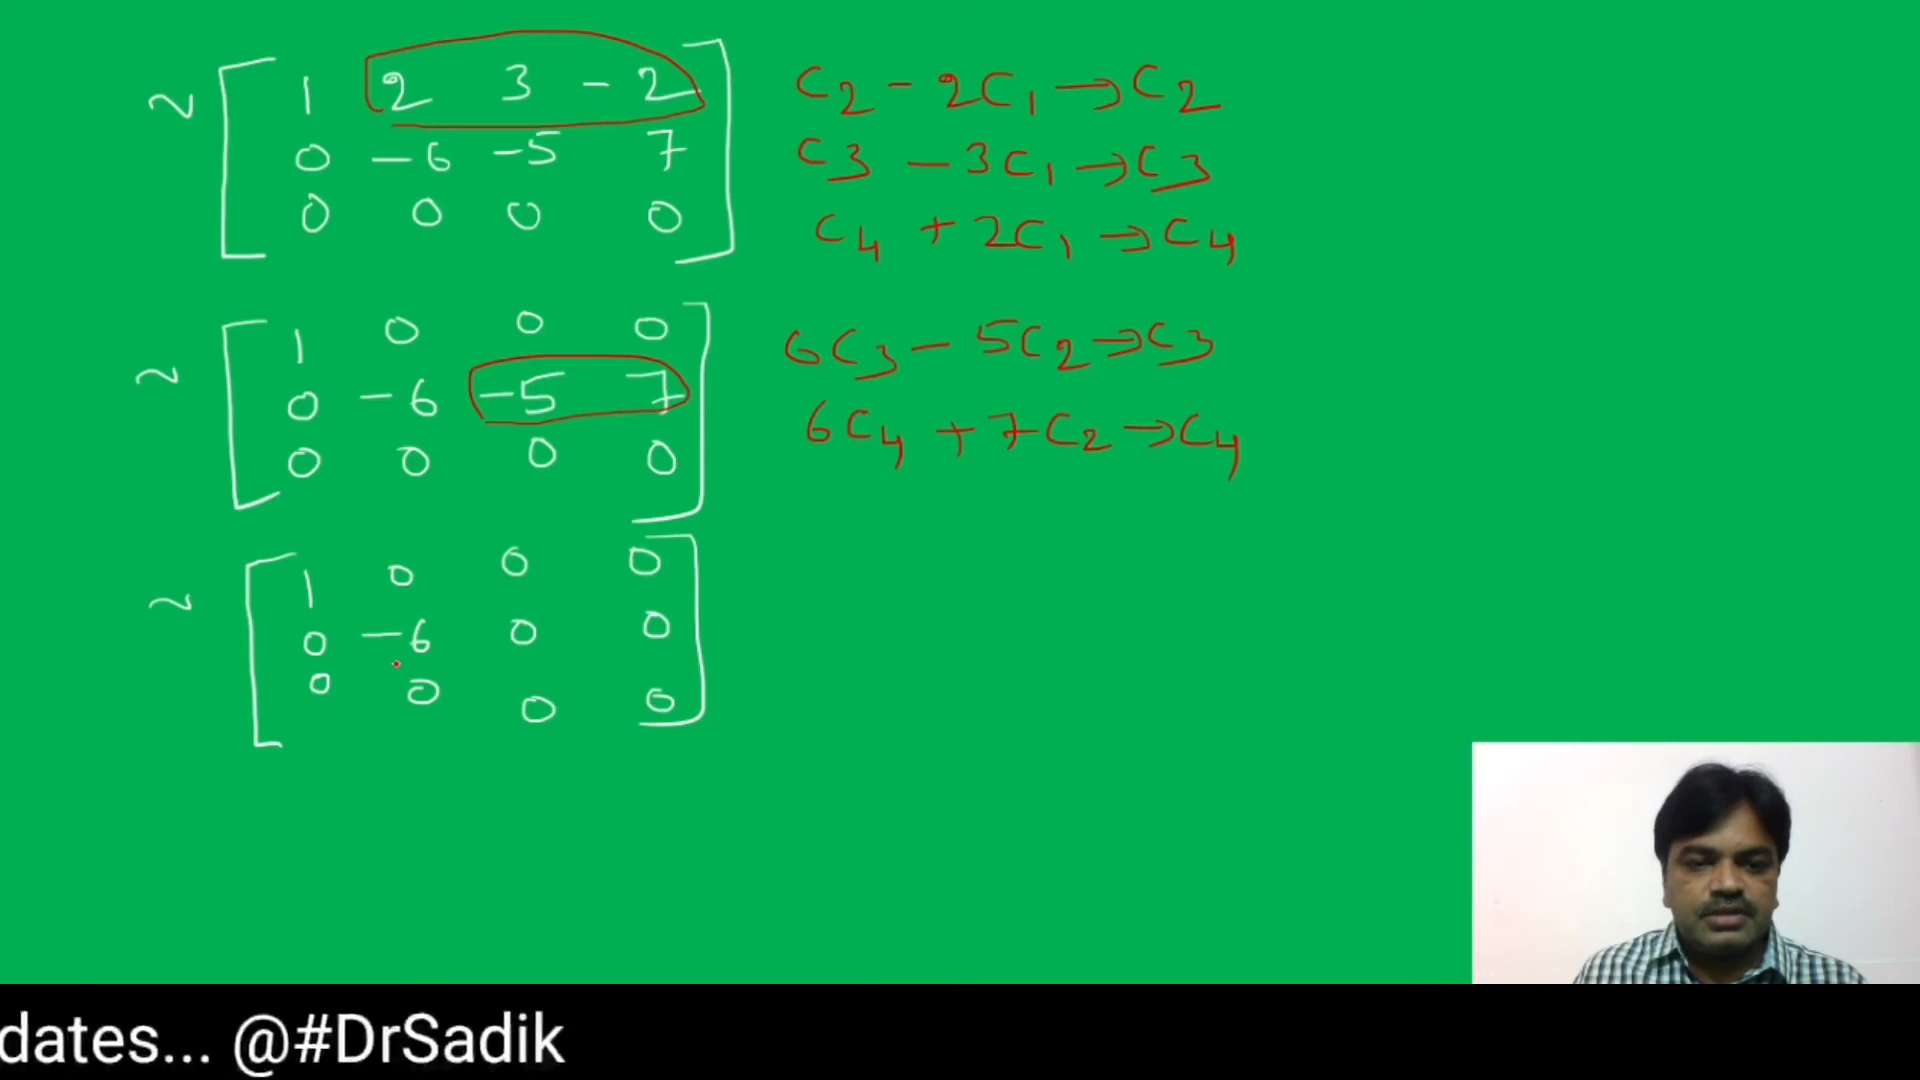 ~ [ 1 2 3 -2 C2 - 2C1 → C2
0 -6 -5 7 C3 - 3C1 → C3
0 0 0 0 ] C4 + 2C1 → C4
~ [ 1 0 0 0 6C3 - 5C2 → C3
0 -6 -5 7 6C4 + 7C2 → C4
0 0 0 0 ]
~ [ 1 0 0 0
0 -6 0 0
0 0 0 0 ]
dates... @#DrSadik